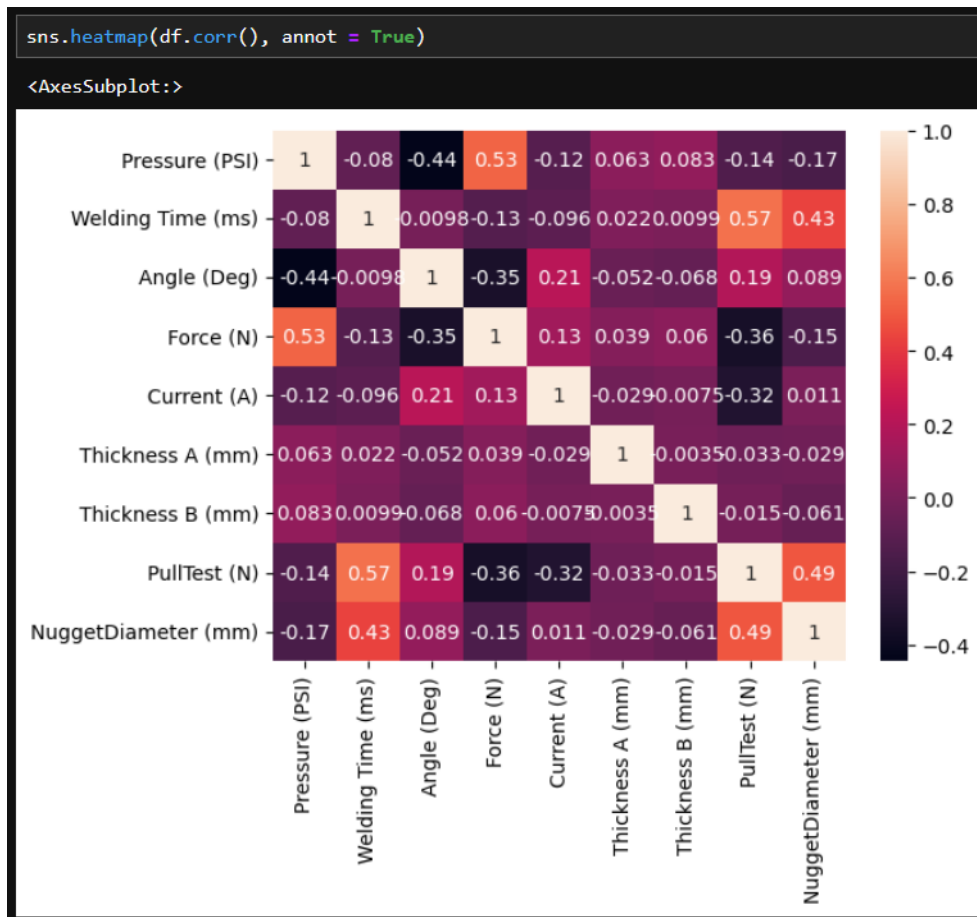 sns.heatmap(df.corr(), annot = True)
<AxesSubplot:>
Pressure (PSI) 1 -0.08 -0.44 0.53 -0.12 0.063 0.083 -0.14 -0.17
Welding Time (ms) -0.08 1 -0.0098 -0.13 -0.096 0.022 0.0099 0.57 0.43
Angle (Deg) -0.44 -0.0098 1 -0.35 0.21 -0.052 -0.068 0.19 0.089
Force (N) 0.53 -0.13 -0.35 1 0.13 0.039 0.06 -0.36 -0.15
Current (A) -0.12 -0.096 0.21 0.13 1 -0.029 -0.0075 -0.32 0.011
Thickness A (mm) 0.063 0.022 -0.052 0.039 -0.029 1 -0.0035 -0.033 -0.029
Thickness B (mm) 0.083 0.0099 -0.068 0.06 -0.0075 -0.0035 1 -0.015 -0.061
PullTest (N) -0.14 0.57 0.19 -0.36 -0.32 -0.033 -0.015 1 0.49
NuggetDiameter (mm) -0.17 0.43 0.089 -0.15 0.011 -0.029 -0.061 0.49 1
Pressure (PSI)
Welding Time (ms)
Angle (Deg)
Force (N)
Current (A)
Thickness A (mm)
Thickness B (mm)
PullTest (N)
NuggetDiameter (mm)
1.0
0.8
0.6
0.4
0.2
0.0
−0.2
−0.4